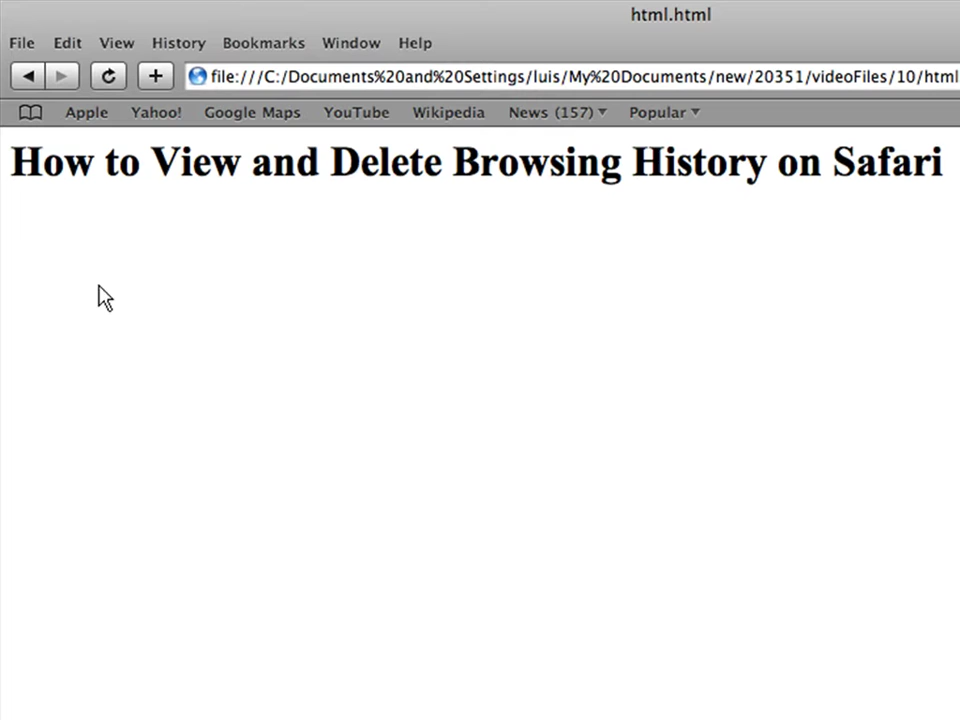 html.html
File Edit View History Bookmarks Window Help
file:///C:/Documents%20and%20Settings/luis/My%20Documents/new/20351/videoFiles/10/html
Apple Yahoo! Google Maps YouTube Wikipedia News (157) Popular
How to View and Delete Browsing History on Safari